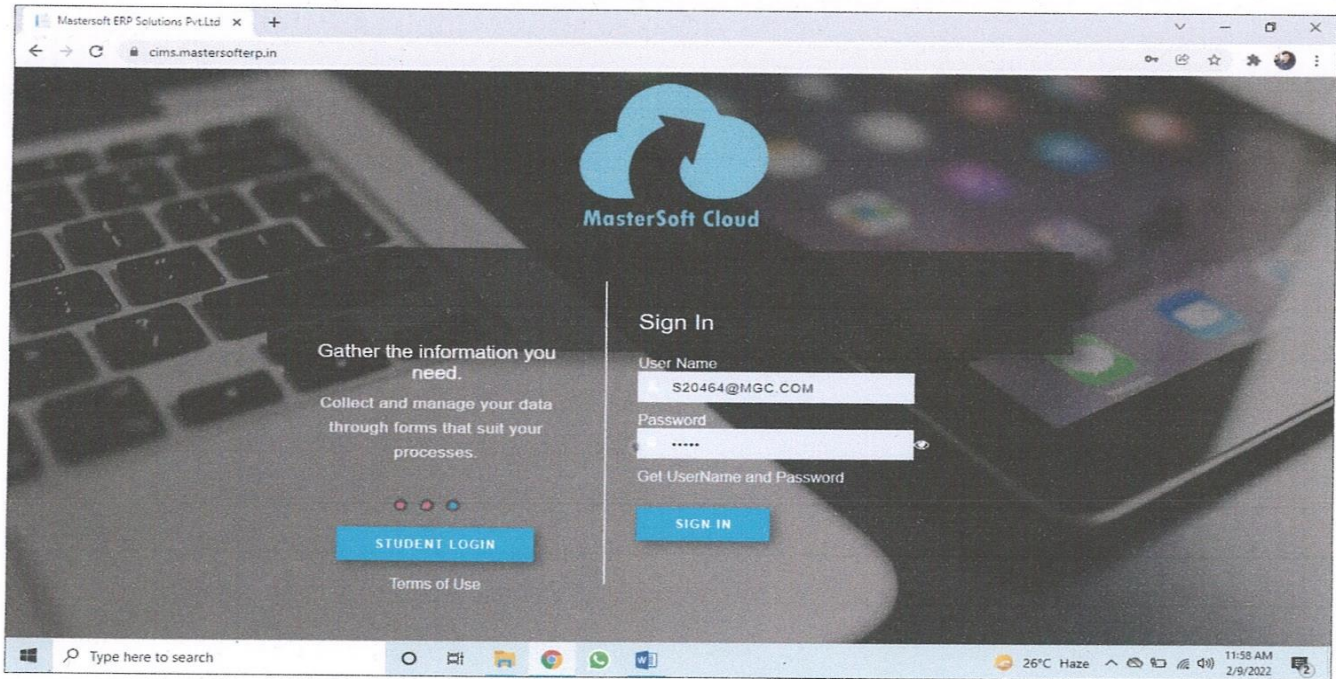 Mastersoft ERP Solutions Pvt.Ltd
cims.mastersofterp.in
MasterSoft Cloud
Gather the information you
need.
Collect and manage your data
through forms that suit your
processes.
STUDENT LOGIN
Terms of Use
Sign In
User Name
S20464@MGC.COM
Password
•••••
Get UserName and Password
SIGN IN
Type here to search
26°C Haze
11:58 AM
2/9/2022
2